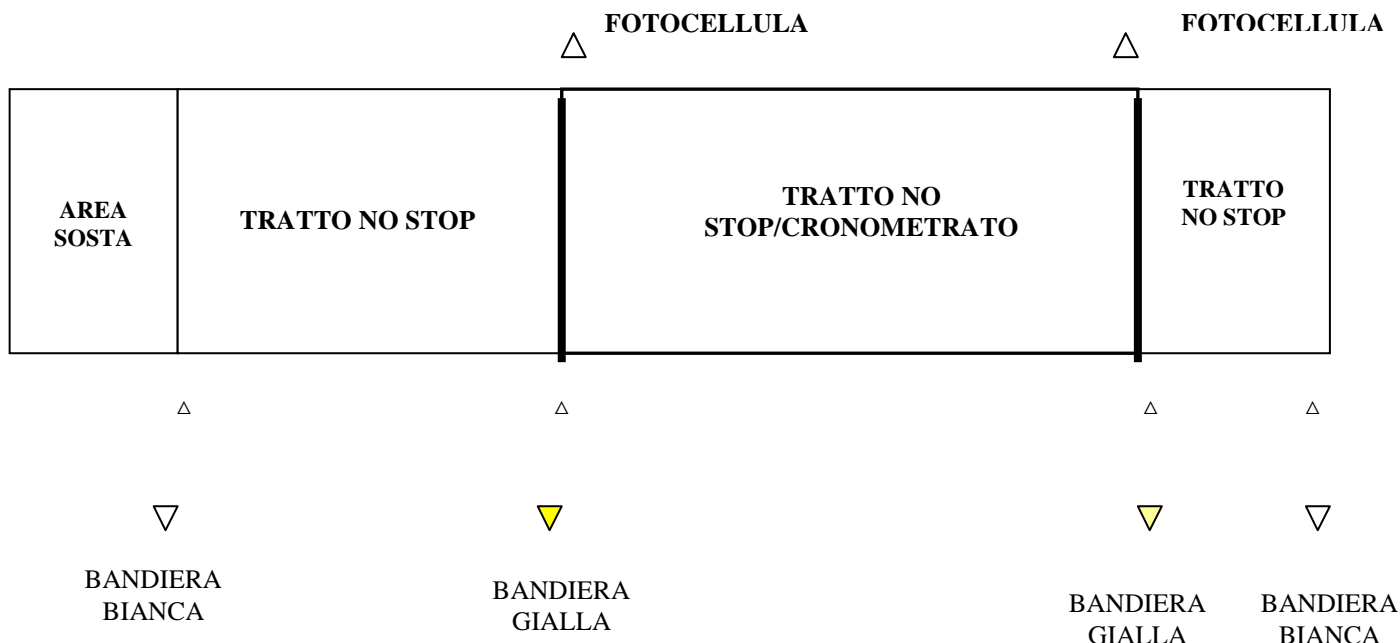 FOTOCELLULA
FOTOCELLULA
AREA
SOSTA
TRATTO NO STOP
TRATTO NO
STOP/CRONOMETRATO
TRATTO
NO STOP
BANDIERA
BIANCA
BANDIERA
GIALLA
BANDIERA
GIALLA
BANDIERA
BIANCA